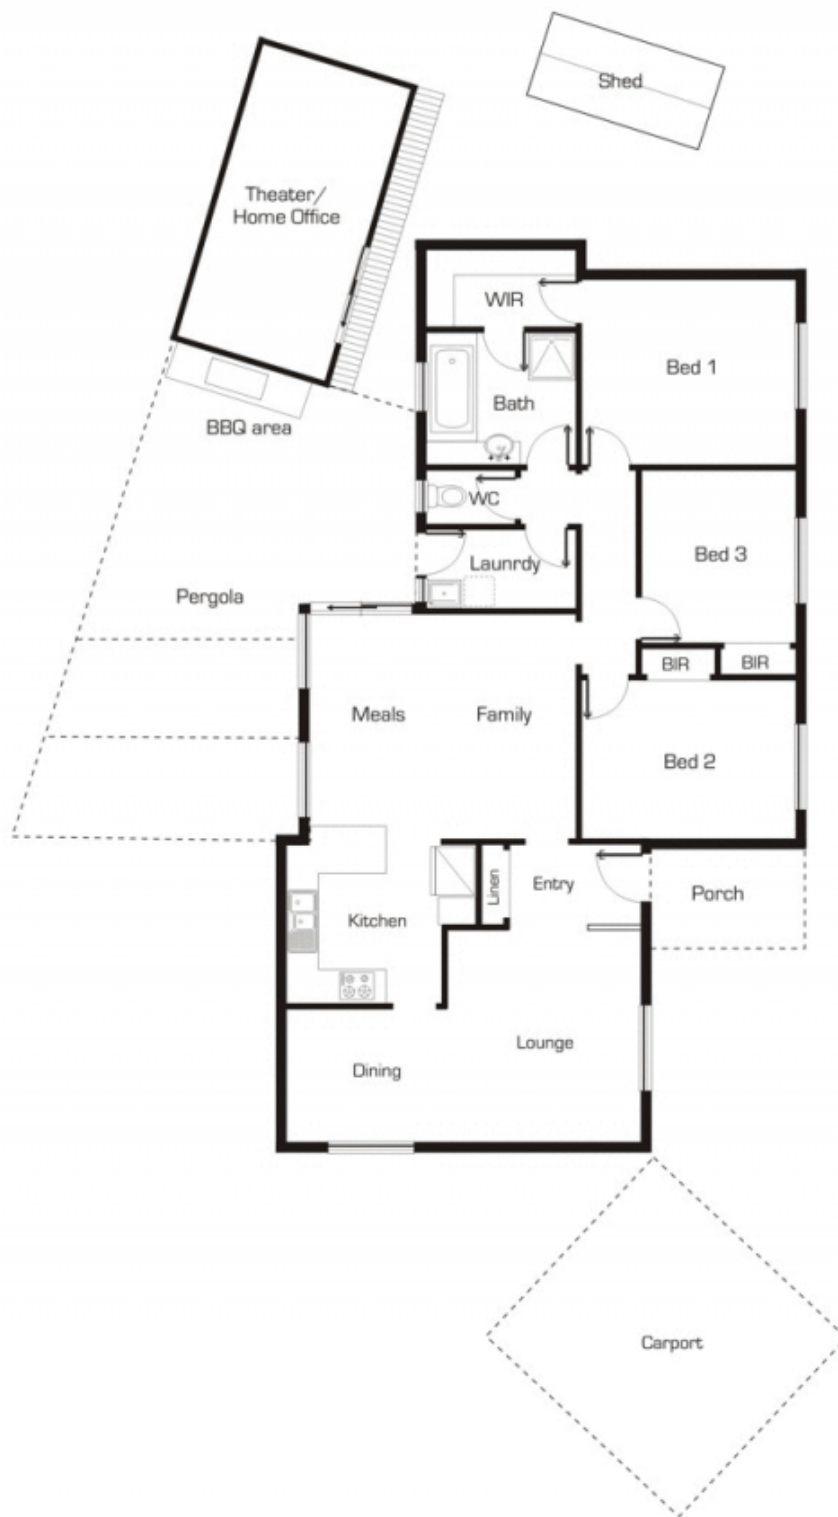 Shed
Theater/
Home Office
WIR
Bed 1
Bath
BBQ area
WC
Bed 3
Launrdy
Pergola
BIR
BIR
Meals
Family
Bed 2
Linen
Entry
Porch
Kitchen
Lounge
Dining
Carport